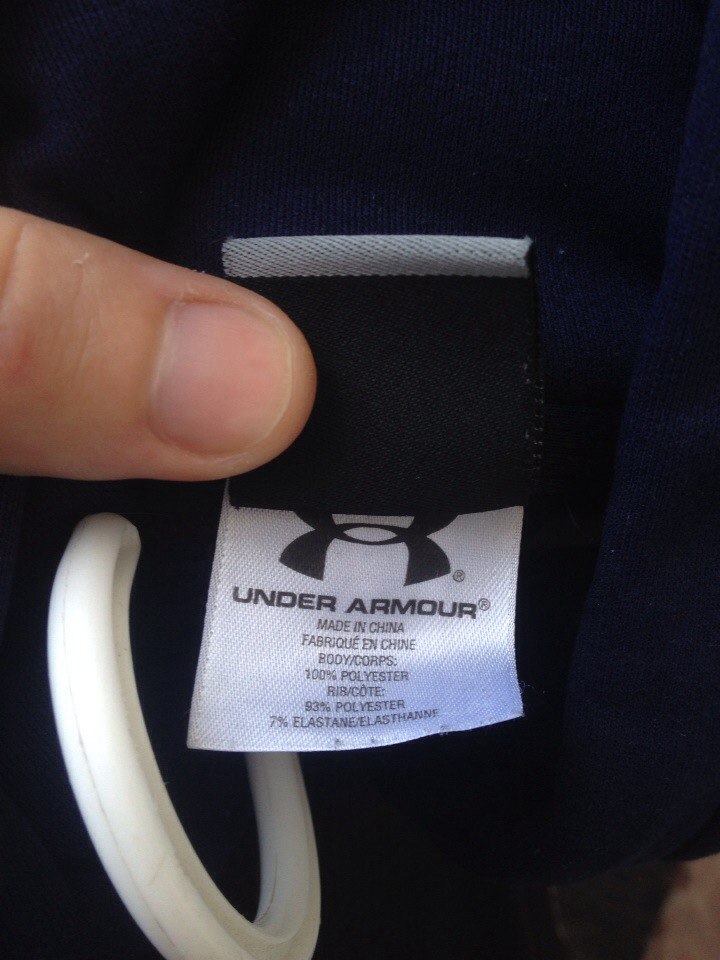 UNDER ARMOUR®
MADE IN CHINA
FABRIQUÉ EN CHINE
BODY/CORPS:
100% POLYESTER
RIB/CÔTE:
93% POLYESTER
7% ELASTANE/ELASTHANNE